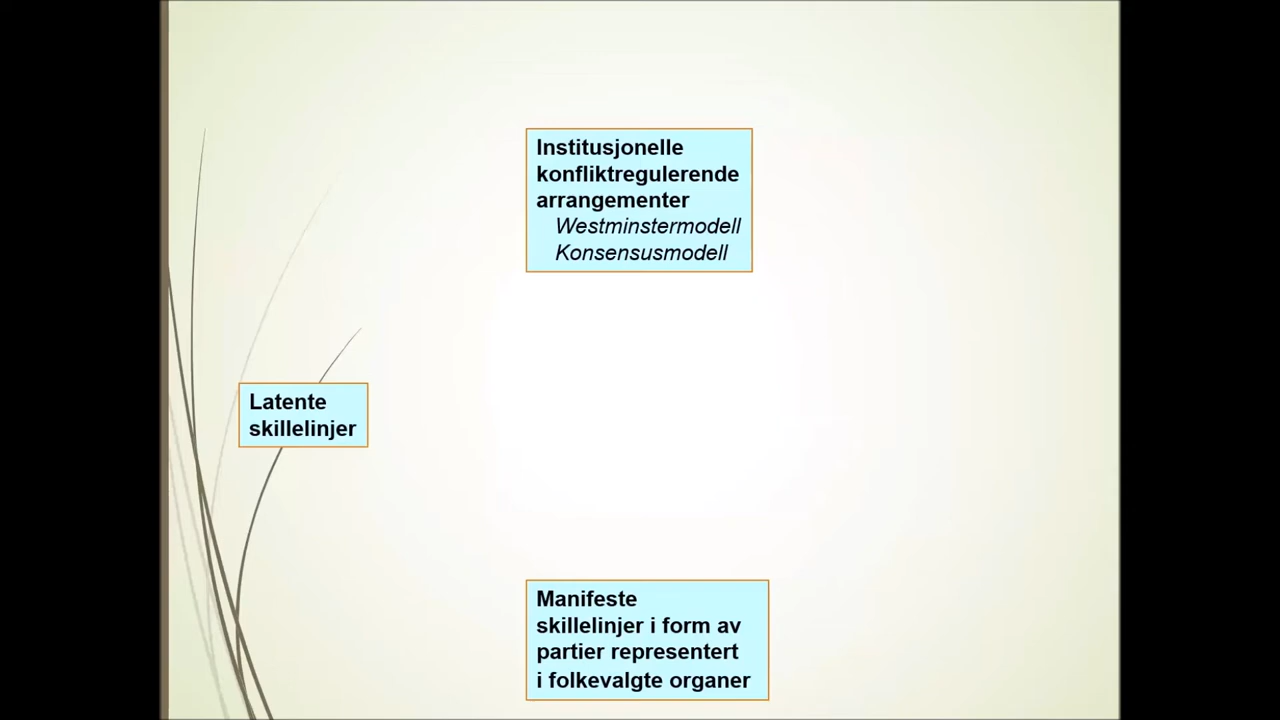 Institusjonelle
konfliktregulerende
arrangementer
Westminstermodell
Konsensusmodell
Latente
skillelinjer
Manifeste
skillelinjer i form av
partier representert
i folkevalgte organer